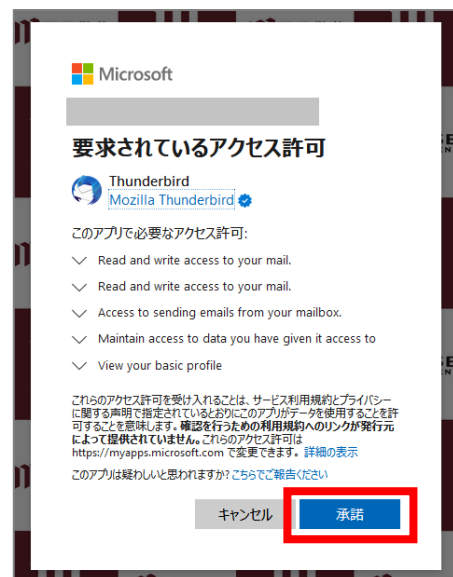 Microsoft
要求されているアクセス許可
Thunderbird
Mozilla Thunderbird
このアプリで必要なアクセス許可:
Read and write access to your mail.
Read and write access to your mail.
Access to sending emails from your mailbox.
Maintain access to data you have given it access to
View your basic profile
これらのアクセス許可を受け入れることは、サービス利用規約とプライバシー
に関する声明で指定されているとおりにこのアプリがデータを使用することを許
可することを意味します。確認を行うための利用規約へのリンクが発行元
によって提供されていません。これらのアクセス許可は
https://myapps.microsoft.com で変更できます。詳細の表示
このアプリは疑わしいと思われますか? こちらでご報告ください
キャンセル
承諾